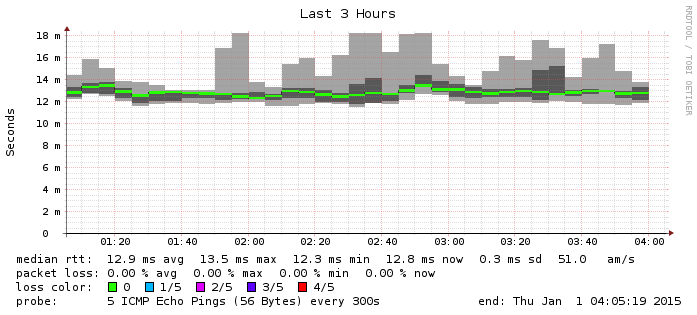 Last 3 Hours
RRDTOOL / TOBI OETIKER
Seconds
18 m
16 m
14 m
12 m
10 m
8 m
6 m
4 m
2 m
0
01:20 01:40 02:00 02:20 02:40 03:00 03:20 03:40 04:00
median rtt: 12.9 ms avg 13.5 ms max 12.3 ms min 12.8 ms now 0.3 ms sd 51.0 am/s
packet loss: 0.00 % avg 0.00 % max 0.00 % min 0.00 % now
loss color: 0 1/5 2/5 3/5 4/5
probe: 5 ICMP Echo Pings (56 Bytes) every 300s end: Thu Jan 1 04:05:19 2015